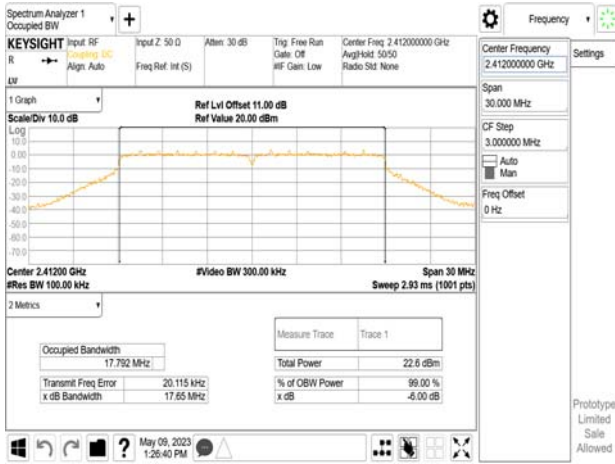 Spectrum Analyzer 1
Occupied BW
+
Frequency
KEYSIGHT
Input: RF
Coupling: DC
Align: Auto
Input Z: 50 Ω
Freq Ref: Int (S)
Atten: 30 dB
Trig: Free Run
Gate: Off
#IF Gain: Low
Center Freq: 2.412000000 GHz
Avg|Hold: 50/50
Radio Std: None
R
Center Frequency
2.412000000 GHz
Settings
Span
30.000 MHz
CF Step
3.000000 MHz
Auto
Man
Freq Offset
0 Hz
1 Graph
Scale/Div 10.0 dB
Ref Lvl Offset 11.00 dB
Ref Value 20.00 dBm
Log
10.0
0.00
-10.0
-20.0
-30.0
-40.0
-50.0
-60.0
-70.0
Center 2.41200 GHz
#Res BW 100.00 kHz
#Video BW 300.00 kHz
Span 30 MHz
Sweep 2.93 ms (1001 pts)
2 Metrics
Measure Trace
Trace 1
Occupied Bandwidth
17.792 MHz
Total Power
22.6 dBm
Transmit Freq Error
20.115 kHz
% of OBW Power
99.00 %
x dB Bandwidth
17.65 MHz
x dB
-6.00 dB
Prototype
Limited
Sale
Allowed
?
May 09, 2023
1:26:40 PM